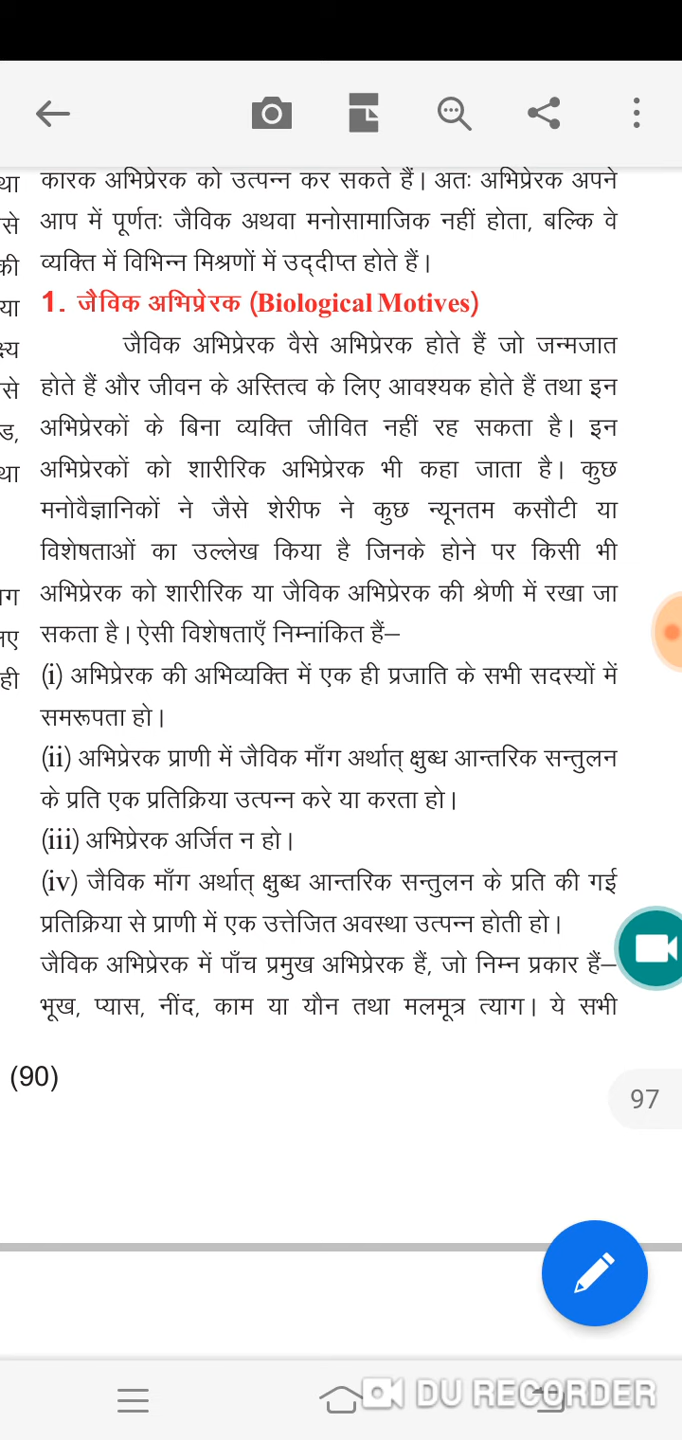 था कारक अभिप्रेरक को उत्पन्न कर सकते हैं। अतः अभिप्रेरक अपने
से आप में पूर्णतः जैविक अथवा मनोसामाजिक नहीं होता, बल्कि वे
की व्यक्ति में विभिन्न मिश्रणों में उद्दीप्त होते हैं।
या 1. जैविक अभिप्रेरक (Biological Motives)
जैविक अभिप्रेरक वैसे अभिप्रेरक होते हैं जो जन्मजात
से होते हैं और जीवन के अस्तित्व के लिए आवश्यक होते हैं तथा इन
ड, अभिप्रेरकों के बिना व्यक्ति जीवित नहीं रह सकता है। इन
था अभिप्रेरकों को शारीरिक अभिप्रेरक भी कहा जाता है। कुछ
मनोवैज्ञानिकों ने जैसे शेरीफ ने कुछ न्यूनतम कसौटी या
विशेषताओं का उल्लेख किया है जिनके होने पर किसी भी
अभिप्रेरक को शारीरिक या जैविक अभिप्रेरक की श्रेणी में रखा जा
सकता है। ऐसी विशेषताएँ निम्नांकित हैं–
ही (i) अभिप्रेरक की अभिव्यक्ति में एक ही प्रजाति के सभी सदस्यों में
समरूपता हो।
(ii) अभिप्रेरक प्राणी में जैविक माँग अर्थात् क्षुब्ध आन्तरिक सन्तुलन
के प्रति एक प्रतिक्रिया उत्पन्न करे या करता हो।
(iii) अभिप्रेरक अर्जित न हो।
(iv) जैविक माँग अर्थात् क्षुब्ध आन्तरिक सन्तुलन के प्रति की गई
प्रतिक्रिया से प्राणी में एक उत्तेजित अवस्था उत्पन्न होती हो।
जैविक अभिप्रेरक में पाँच प्रमुख अभिप्रेरक हैं, जो निम्न प्रकार हैं–
भूख, प्यास, नींद, काम या यौन तथा मलमूत्र त्याग। ये सभी
(90)
97
DU RECORDER